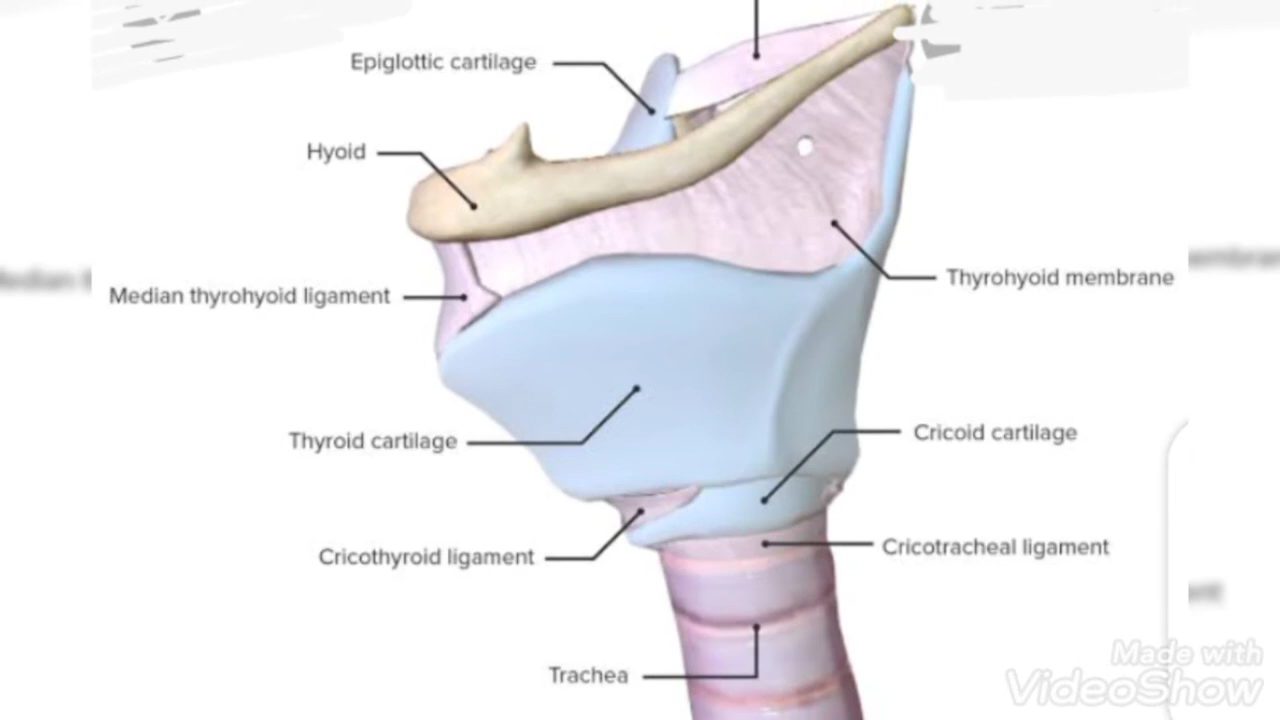 Epiglottic cartilage
Hyoid
Thyrohyoid membrane
Median thyrohyoid ligament
Cricoid cartilage
Thyroid cartilage
Cricotracheal ligament
Cricothyroid ligament
Trachea
Made with
VideoShow